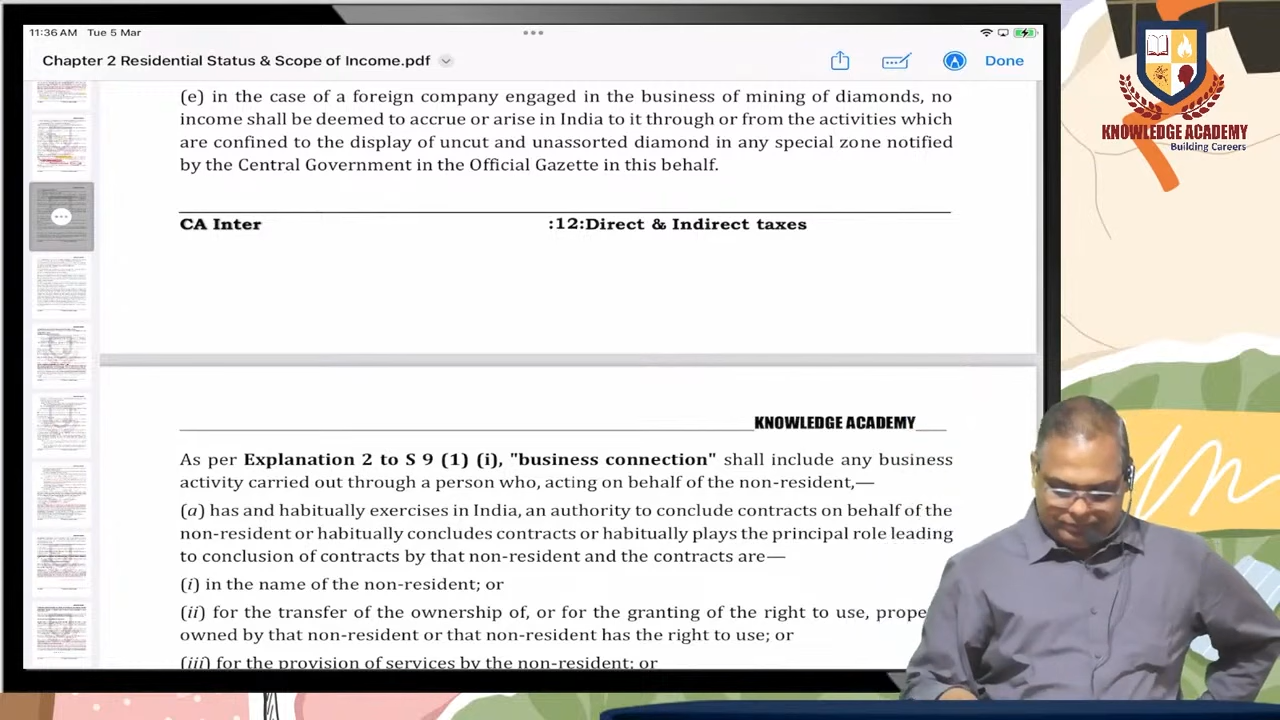 11:36 AM Tue 5 Mar
Chapter 2 Residential Status & Scope of Income.pdf
Done
(e) in the case of a foreign company engaged in the business of mining of diamonds, no
income shall be deemed to accrue or arise in India to it through or from the activities which
are confined to the display of uncut and unassorted diamond in any special zone notified
by the Central Government in the Official Gazette in this behalf.
CA Inter :12:Direct & Indirect taxes
KNOWLEDGE ACADEMY
As per Explanation 2 to S 9 (1) (i), "business connection" shall include any business
activity carried out through a person who, acting on behalf of the non-resident,—
(a) has and habitually exercises in India, an authority to conclude contracts on behalf of the
non-resident or habitually concludes contracts or habitually plays the principal role leading
to conclusion of contracts by that non-resident and the contracts are—
(i) in the name of the non-resident; or
(ii) for the transfer of the ownership of, or for the granting of the right to use, property
owned by that non-resident or that non-resident has the right to use; or
non-resident; or
KNOWLEDGE ACADEMY
Building Careers